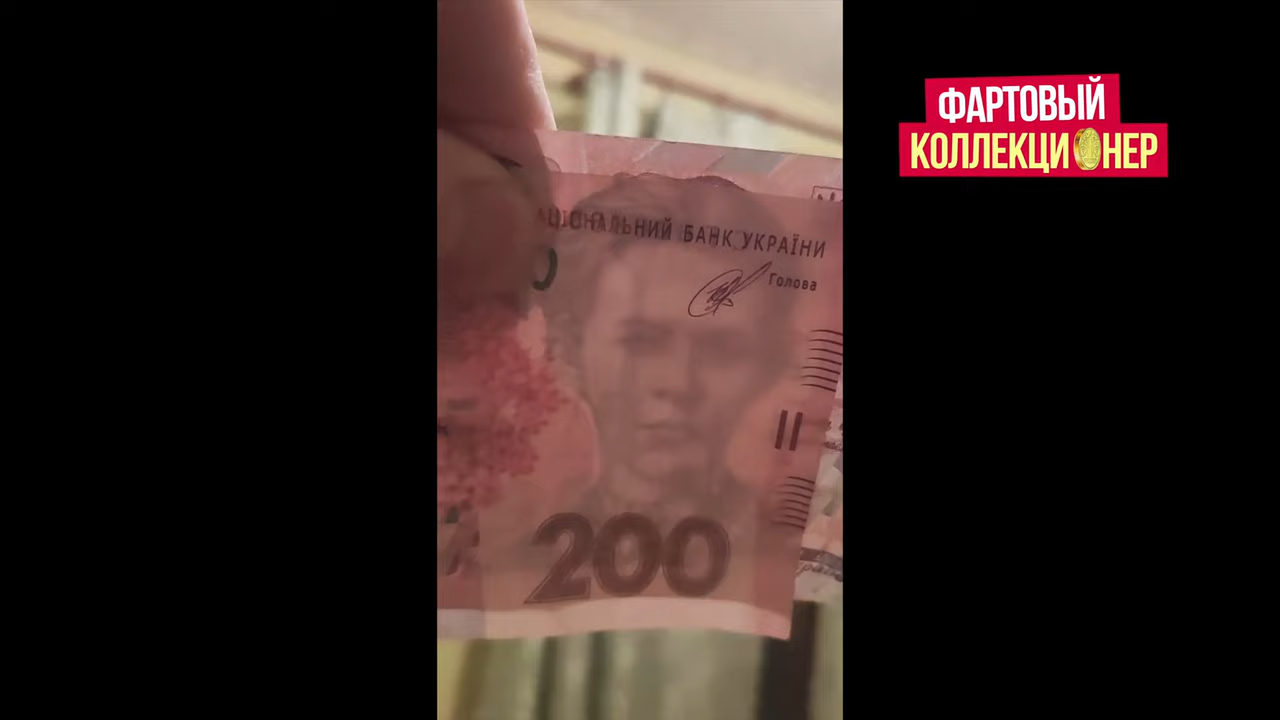 ФАРТОВЫЙ
КОЛЛЕКЦИОНЕР
НАЦІОНАЛЬНИЙ БАНК УКРАЇНИ
Голова
200